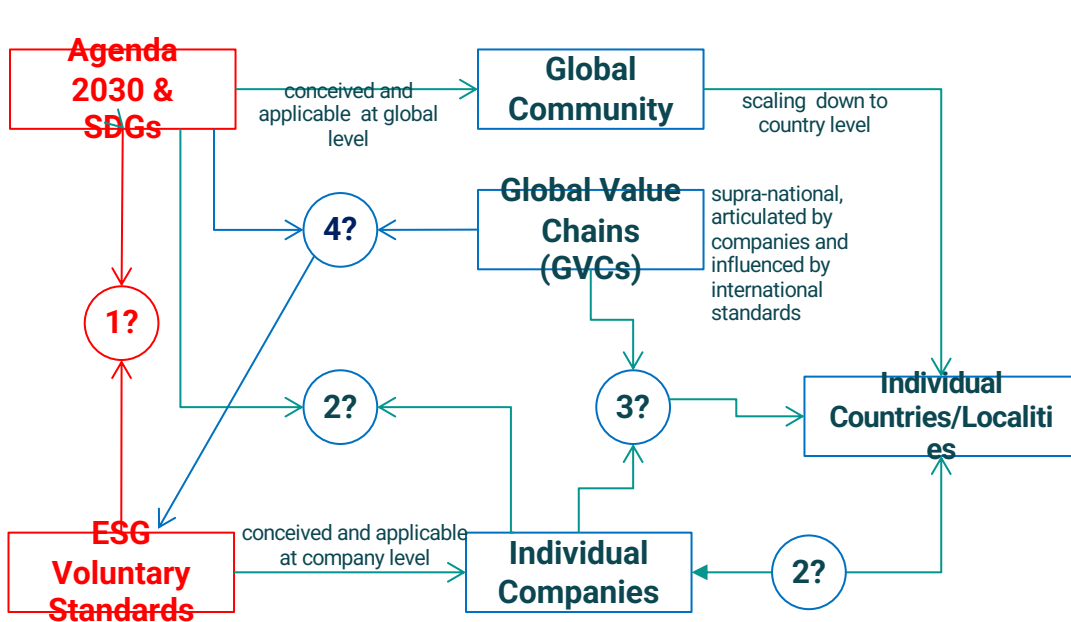 Agenda
2030 &
SDGs
conceived and
applicable at global
level
Global
Community
scaling down to
country level
Global Value
Chains
(GVCs)
supra-national,
articulated by
companies and
influenced by
international
standards
4?
1?
2?
3?
Individual
Countries/Localiti
es
ESG
Voluntary
Standards
conceived and applicable
at company level
Individual
Companies
2?